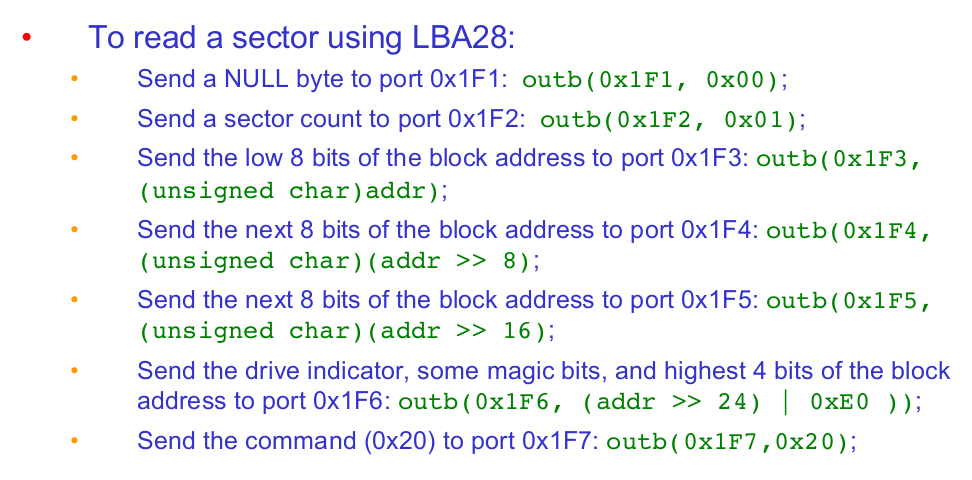 • To read a sector using LBA28:
• Send a NULL byte to port 0x1F1: outb(0x1F1, 0x00);
• Send a sector count to port 0x1F2: outb(0x1F2, 0x01);
• Send the low 8 bits of the block address to port 0x1F3: outb(0x1F3,
(unsigned char)addr);
• Send the next 8 bits of the block address to port 0x1F4: outb(0x1F4,
(unsigned char)(addr >> 8);
• Send the next 8 bits of the block address to port 0x1F5: outb(0x1F5,
(unsigned char)(addr >> 16);
• Send the drive indicator, some magic bits, and highest 4 bits of the block
address to port 0x1F6: outb(0x1F6, (addr >> 24) | 0xE0 ));
• Send the command (0x20) to port 0x1F7: outb(0x1F7,0x20);